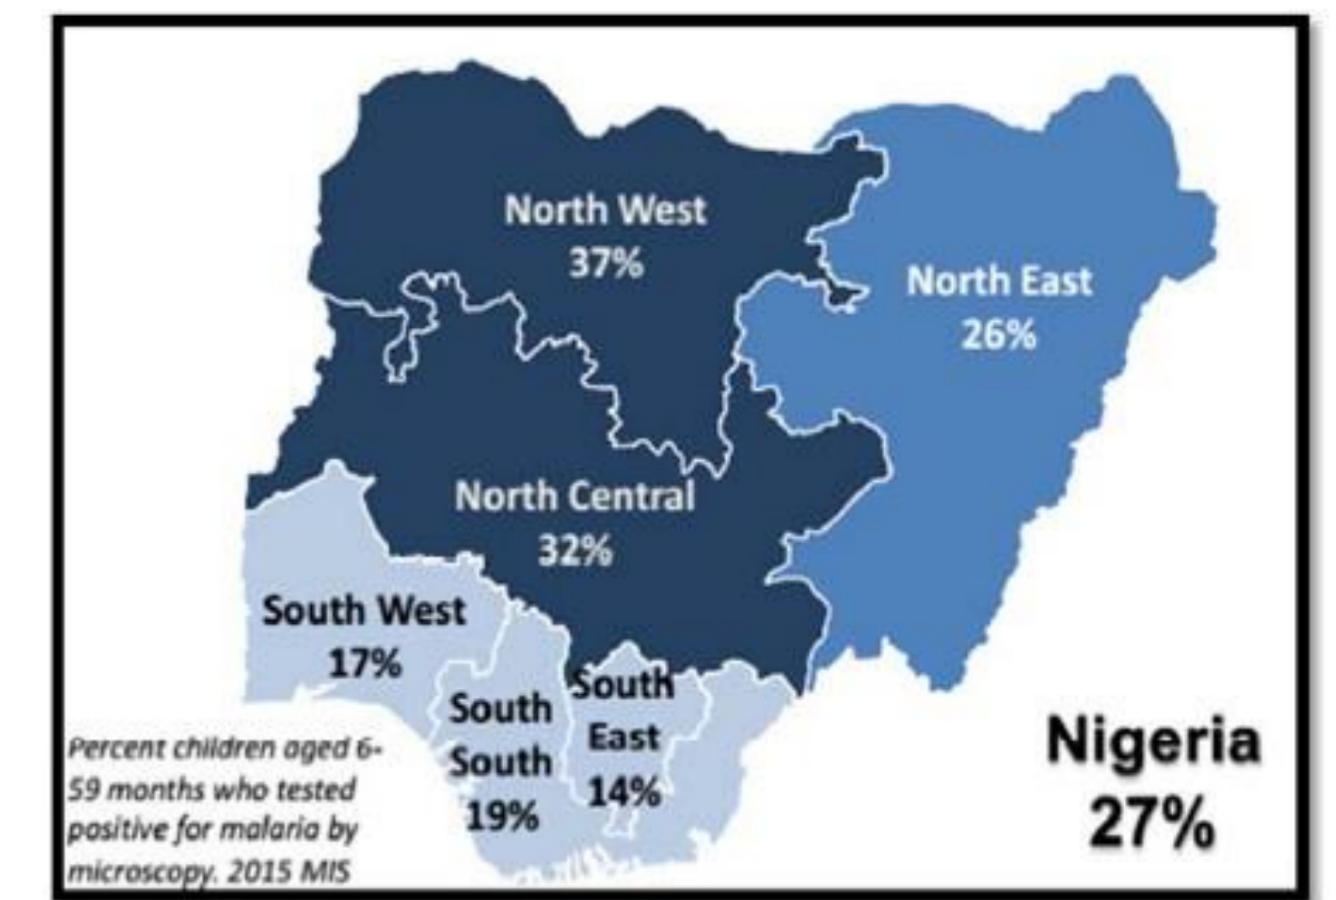 North West
37%
North East
26%
North Central
32%
South West
17%
South
South
19%
South
East
14%
Percent children aged 6-
59 months who tested
positive for malaria by
microscopy. 2015 MIS
Nigeria
27%